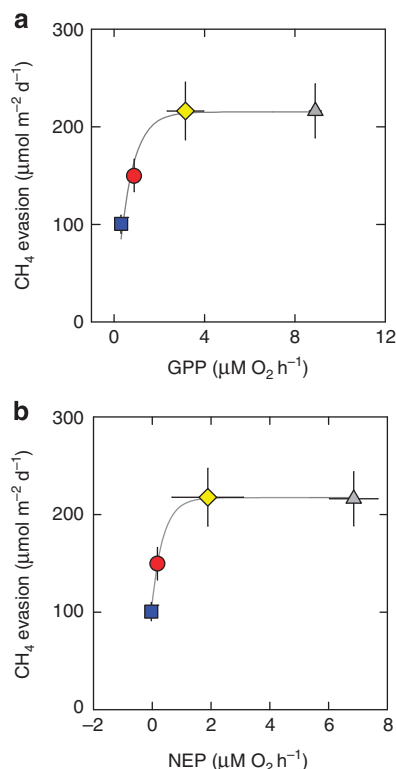 a
300
200
100
0
CH₄ evasion (μmol m⁻² d⁻¹)
0 4 8 12
GPP (μM O₂ h⁻¹)
b
300
200
100
0
CH₄ evasion (μmol m⁻² d⁻¹)
−2 0 2 4 6 8
NEP (μM O₂ h⁻¹)